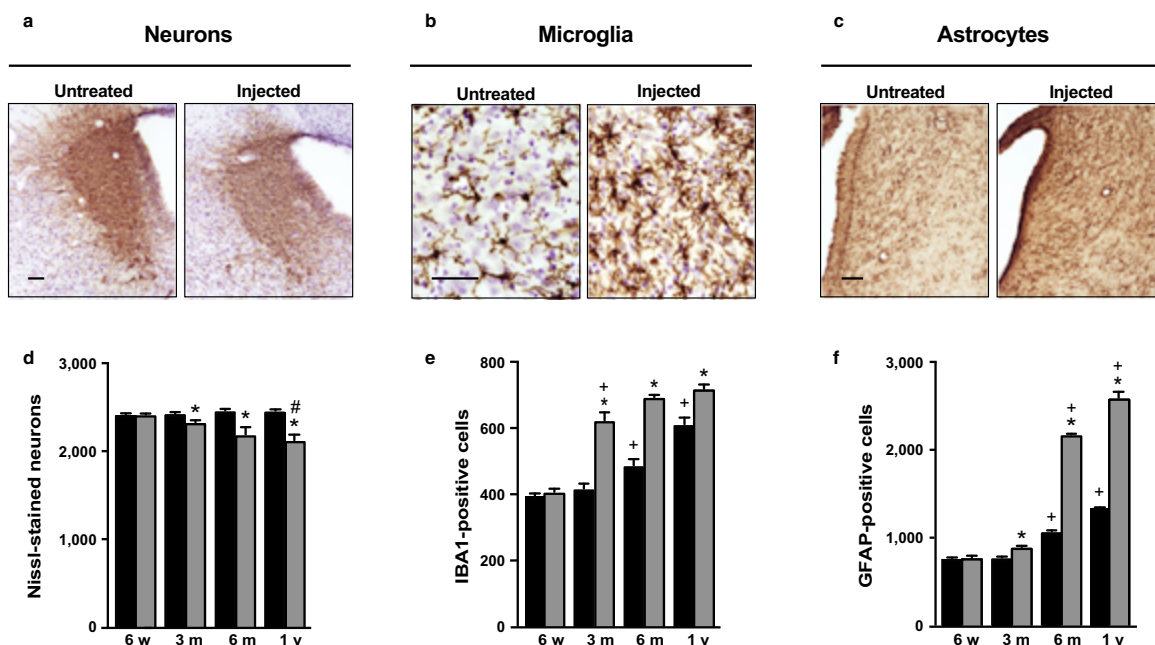 a
Neurons
Untreated Injected
b
Microglia
Untreated Injected
c
Astrocytes
Untreated Injected
d
Nissl-stained neurons
3,000
2,000
1,000
0
* * # *
6 w 3 m 6 m 1 y
e
IBA1-positive cells
800
600
400
200
0
+ * + * + *
6 w 3 m 6 m 1 y
f
GFAP-positive cells
3,000
2,000
1,000
0
* + + * + + *
6 w 3 m 6 m 1 y